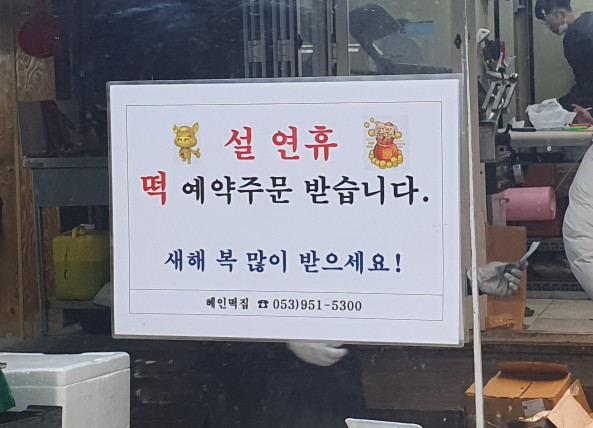 설 연휴
떡 예약주문 받습니다.
새해 복 많이 받으세요!
혜인떡집 ☎ 053)951-5300